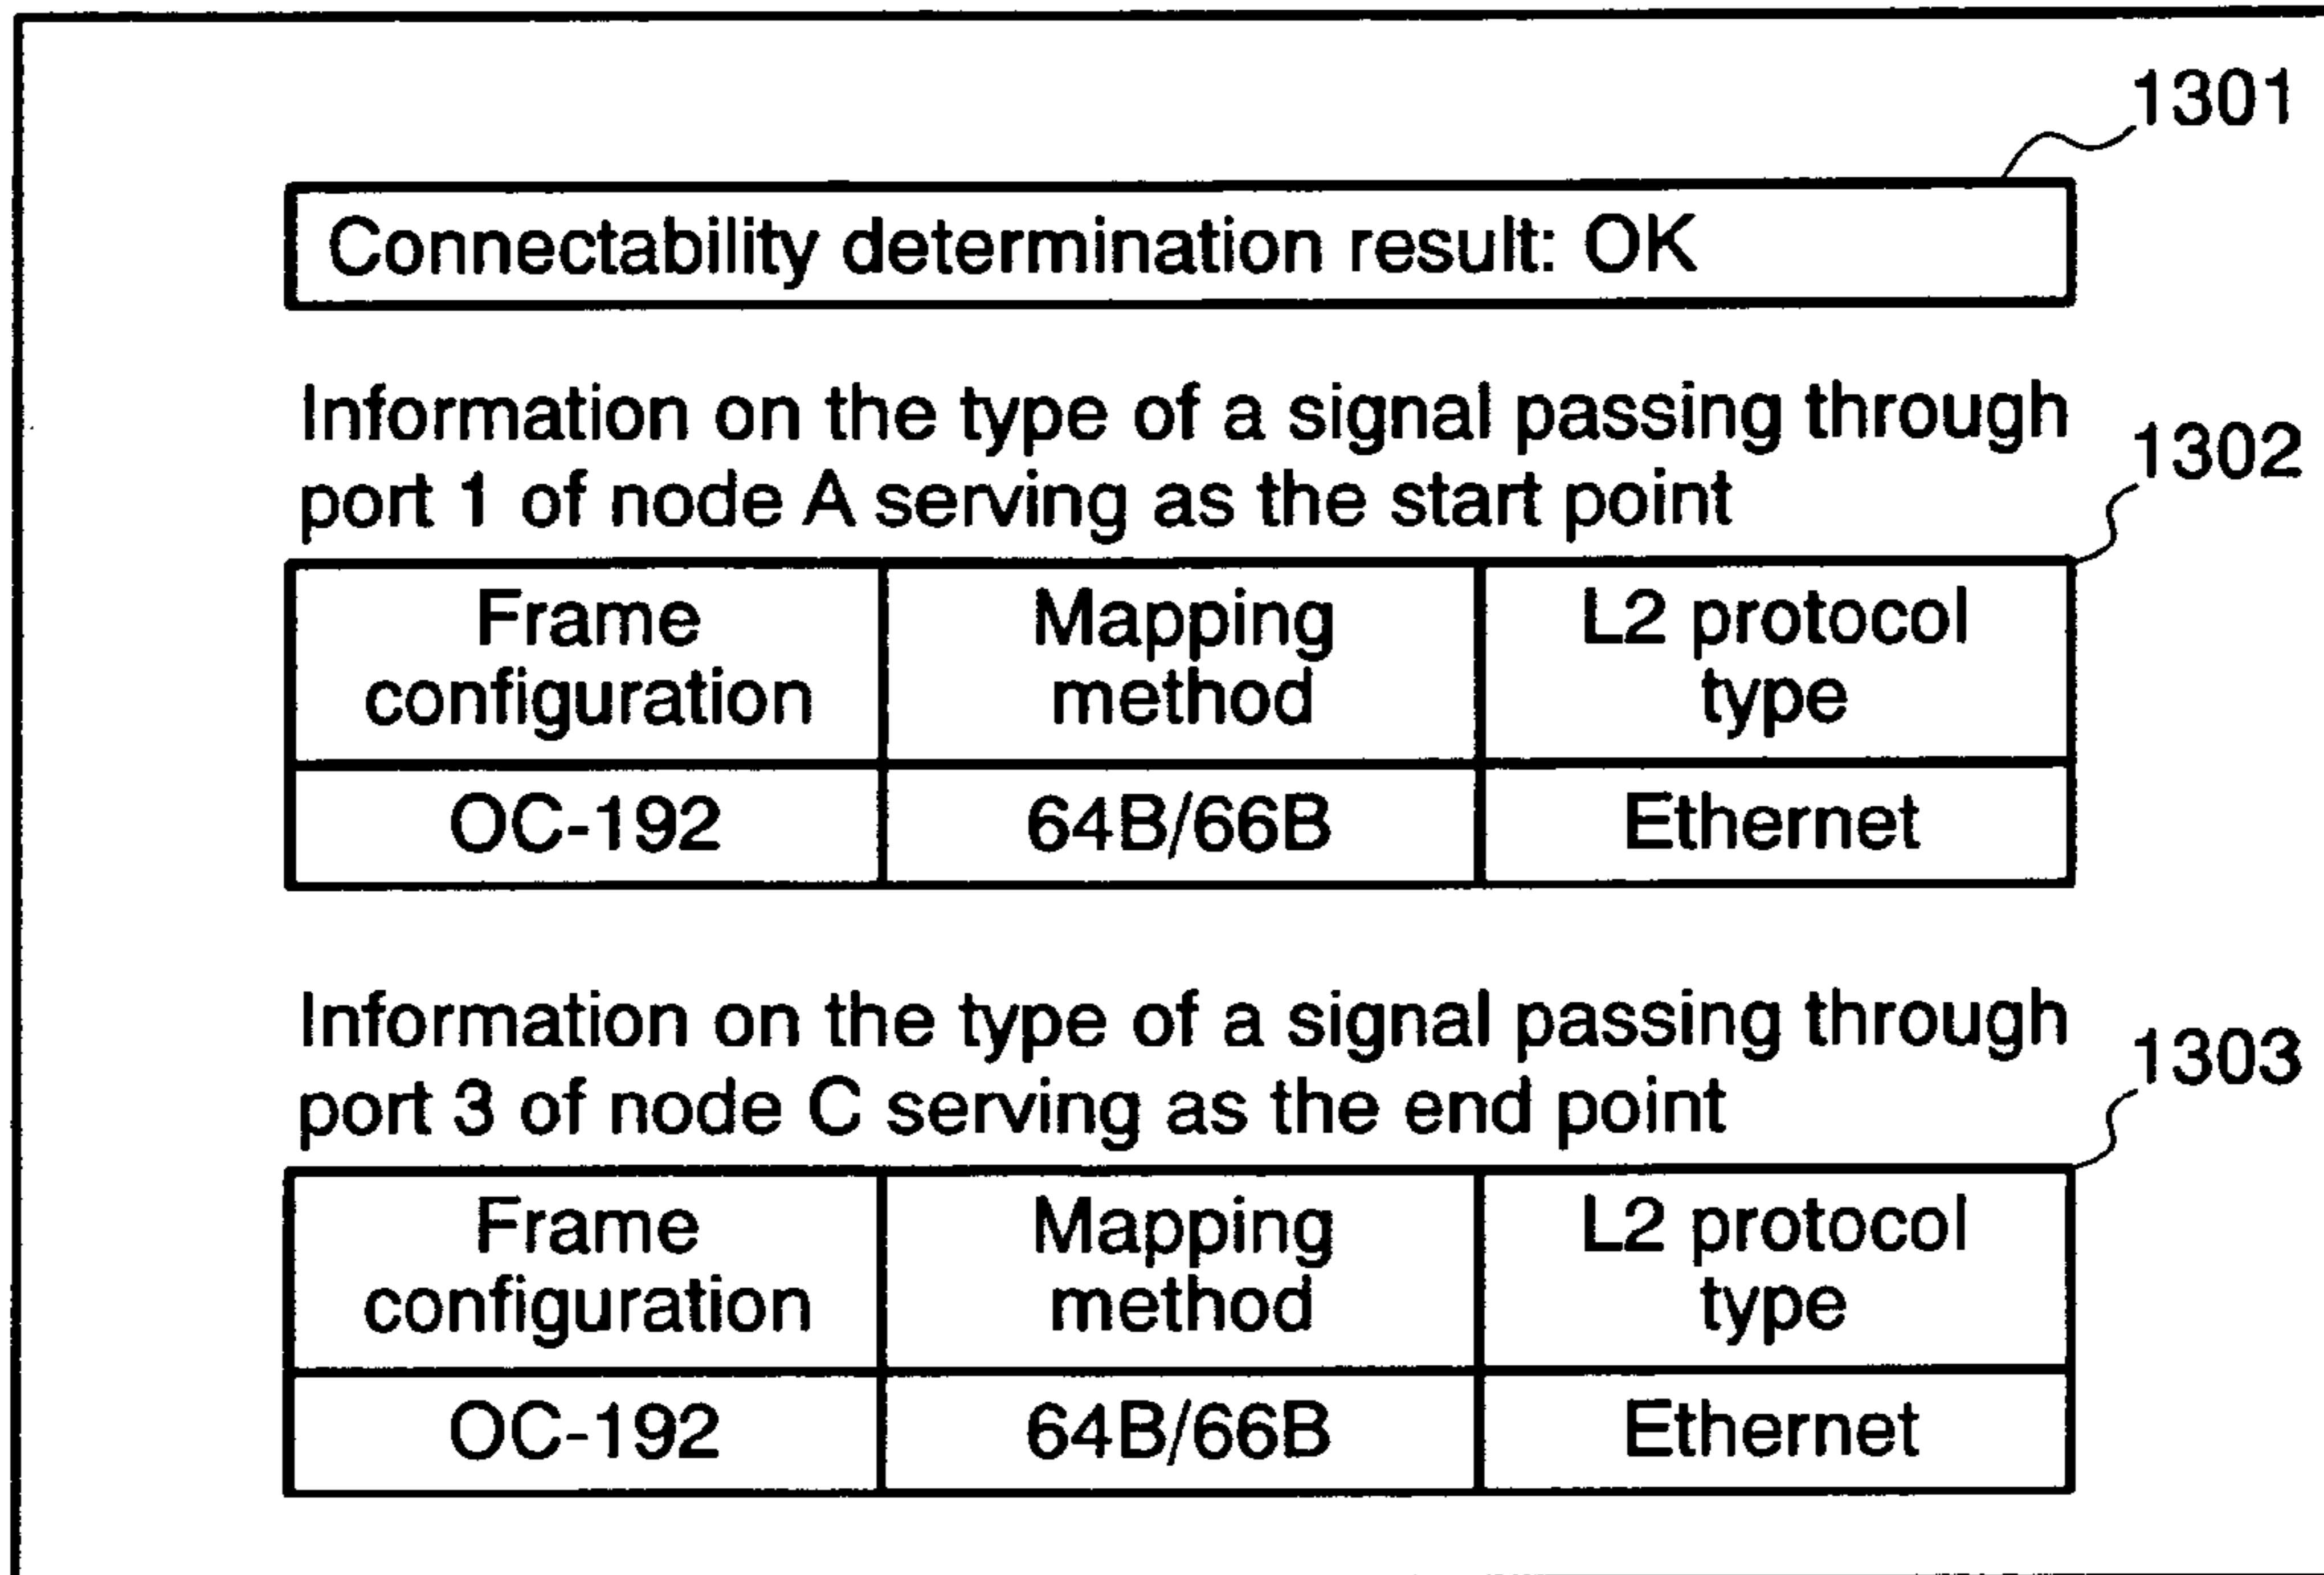 1301
Connectability determination result: OK
Information on the type of a signal passing through
port 1 of node A serving as the start point
1302
Frame configuration Mapping method L2 protocol type
OC-192 64B/66B Ethernet
Information on the type of a signal passing through
port 3 of node C serving as the end point
1303
Frame configuration Mapping method L2 protocol type
OC-192 64B/66B Ethernet